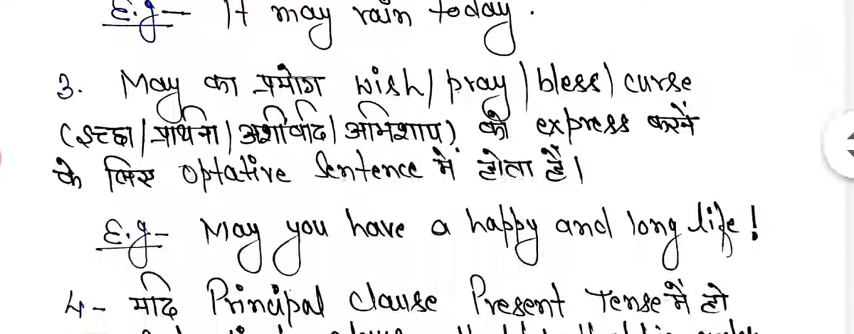 E.g- It may rain today.
3. May का प्रयोग wish/pray/bless/curse
(इच्छा/प्रार्थना/अशीर्वाद/अभिशाप) को express करने
के लिए optative Sentence में होता है।
E.g- May you have a happy and long life!
4- यदि Principal clause Present Tense में हो